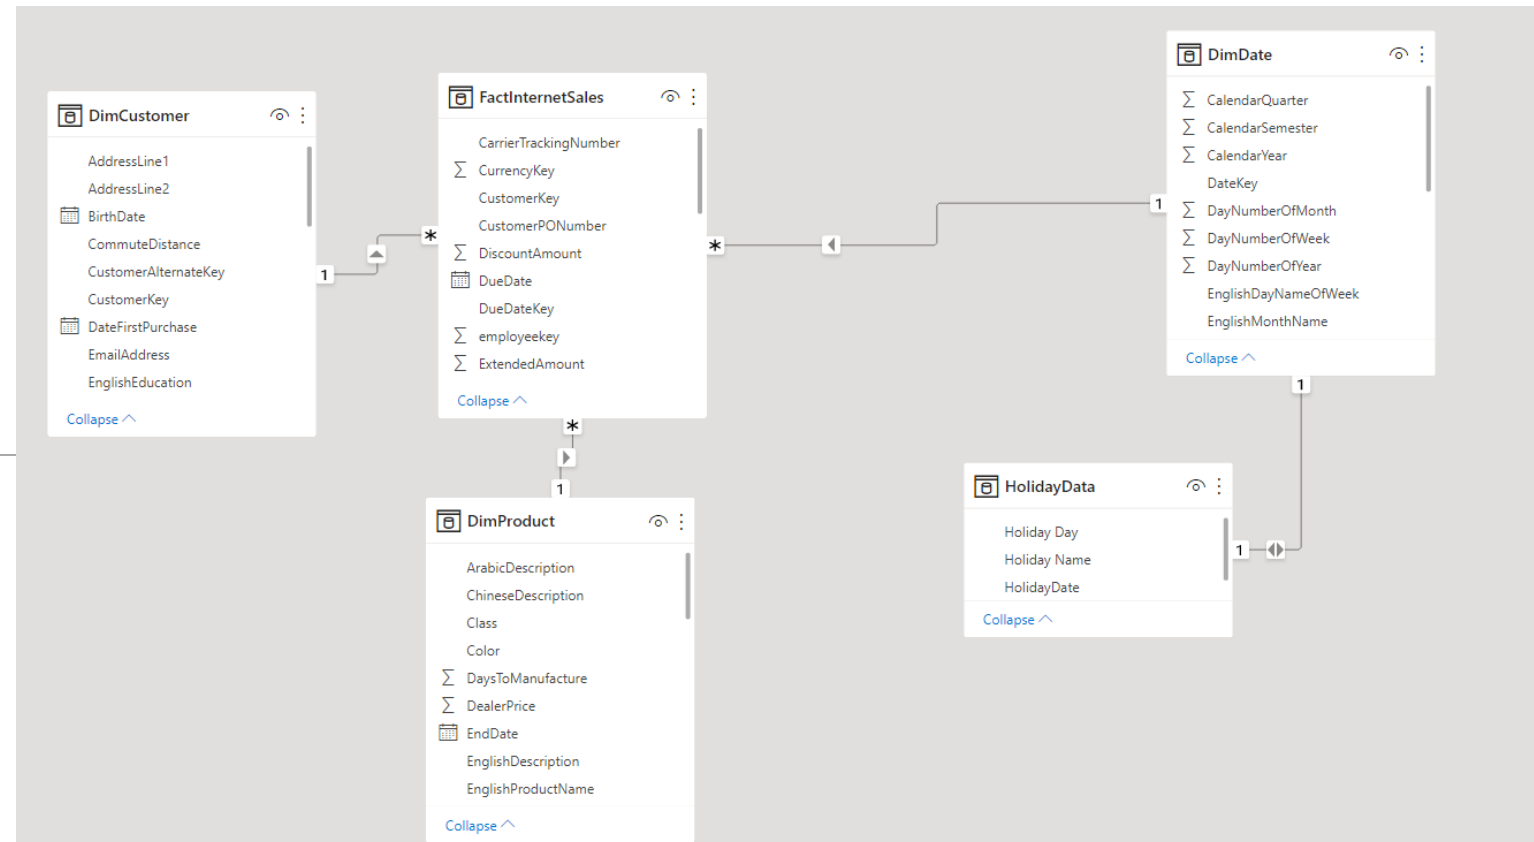 DimCustomer
AddressLine1
AddressLine2
BirthDate
CommuteDistance
CustomerAlternateKey
CustomerKey
DateFirstPurchase
EmailAddress
EnglishEducation
Collapse
1
*
FactInternetSales
CarrierTrackingNumber
∑ CurrencyKey
CustomerKey
CustomerPONumber
∑ DiscountAmount
DueDate
DueDateKey
∑ employeekey
∑ ExtendedAmount
Collapse
*
*
1
DimProduct
ArabicDescription
ChineseDescription
Class
Color
∑ DaysToManufacture
∑ DealerPrice
EndDate
EnglishDescription
EnglishProductName
Collapse
1
DimDate
∑ CalendarQuarter
∑ CalendarSemester
∑ CalendarYear
DateKey
∑ DayNumberOfMonth
∑ DayNumberOfWeek
∑ DayNumberOfYear
EnglishDayNameOfWeek
EnglishMonthName
Collapse
1
HolidayData
Holiday Day
Holiday Name
HolidayDate
Collapse
1